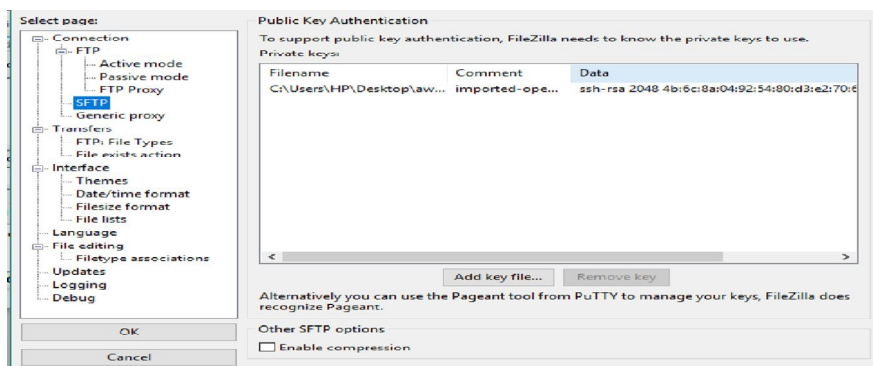 Select page:
Connection
FTP
Active mode
Passive mode
FTP Proxy
SFTP
Generic proxy
Transfers
FTP: File Types
File exists action
Interface
Themes
Date/time format
Filesize format
File lists
Language
File editing
Filetype associations
Updates
Logging
Debug
OK
Cancel
Public Key Authentication
To support public key authentication, FileZilla needs to know the private keys to use.
Private keys:
Filename Comment Data
C:\Users\HP\Desktop\aw... imported-ope... ssh-rsa 2048 4b:6c:8a:04:92:54:80:d3:e2:70:6
Add key file... Remove key
Alternatively you can use the Pageant tool from PuTTY to manage your keys, FileZilla does
recognize Pageant.
Other SFTP options
Enable compression